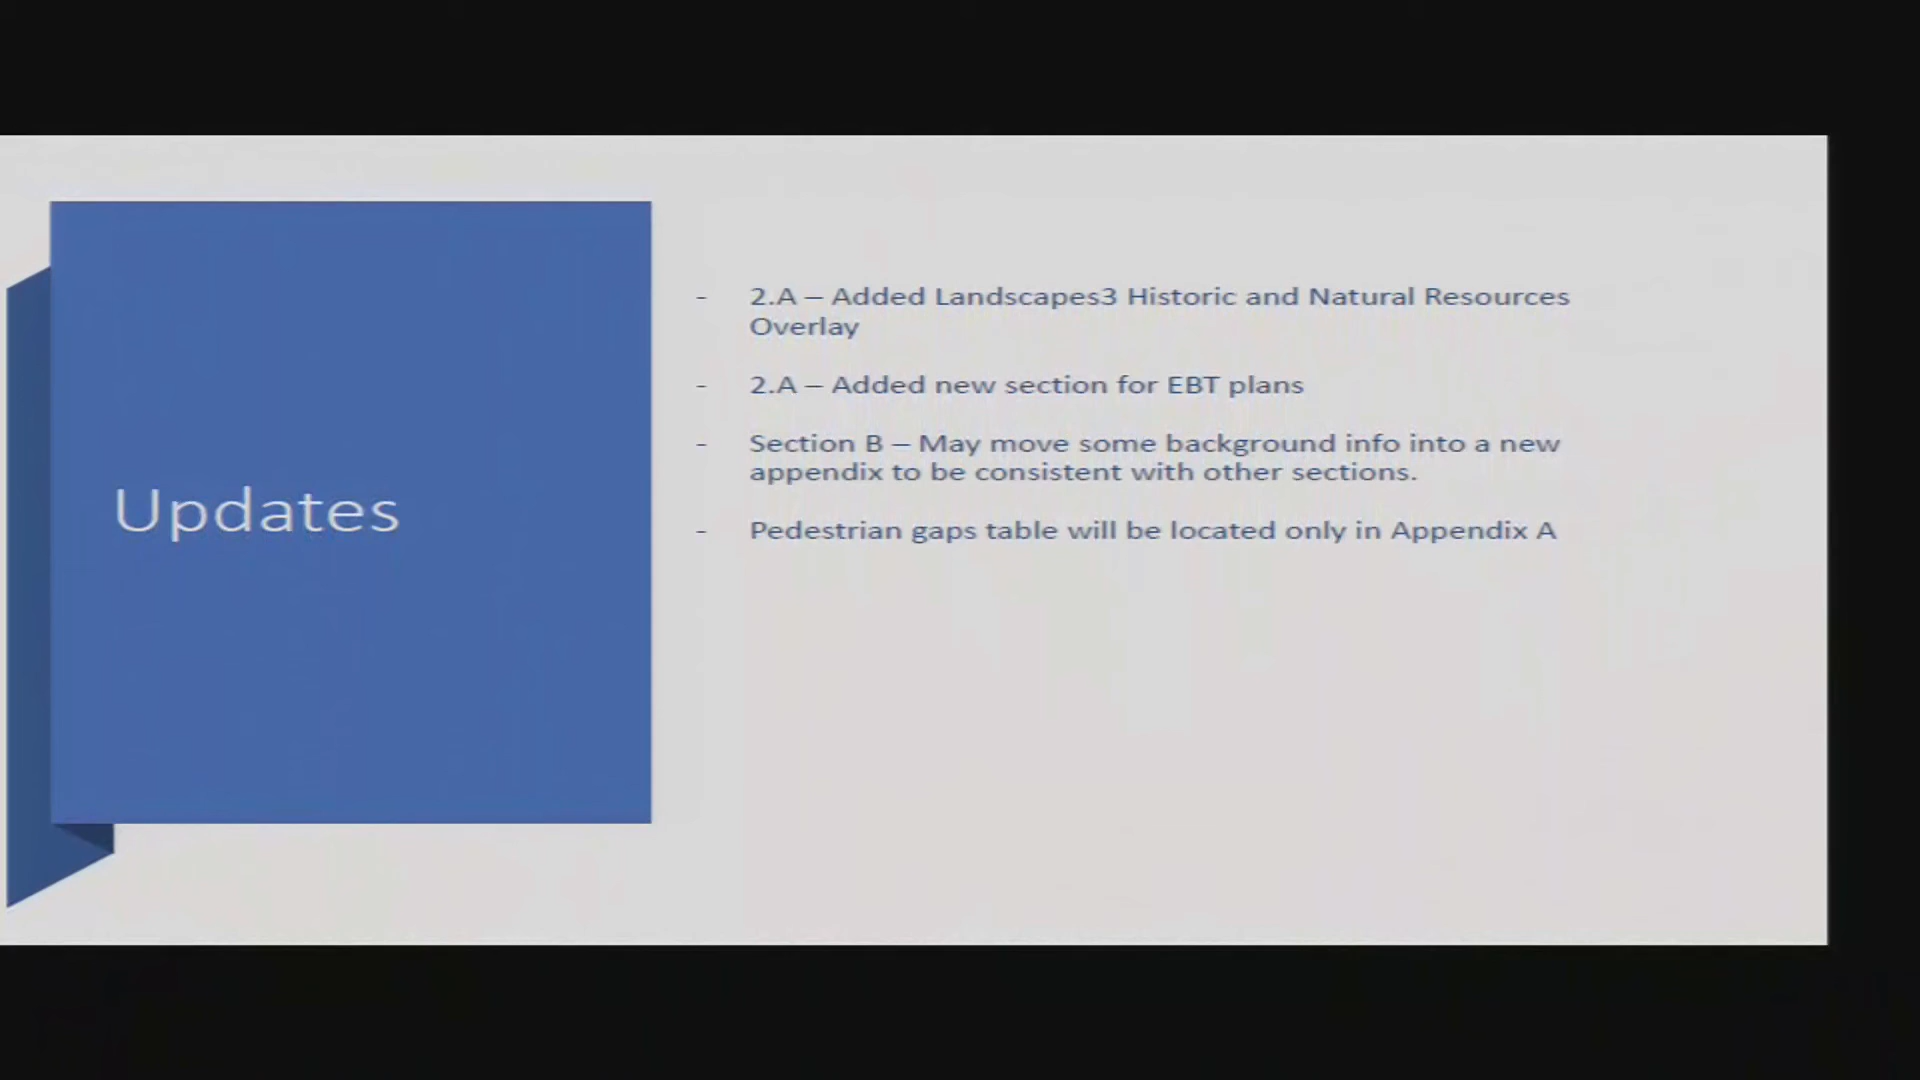 Updates
- 2.A – Added Landscapes3 Historic and Natural Resources
Overlay
- 2.A – Added new section for EBT plans
- Section B – May move some background info into a new
appendix to be consistent with other sections.
- Pedestrian gaps table will be located only in Appendix A